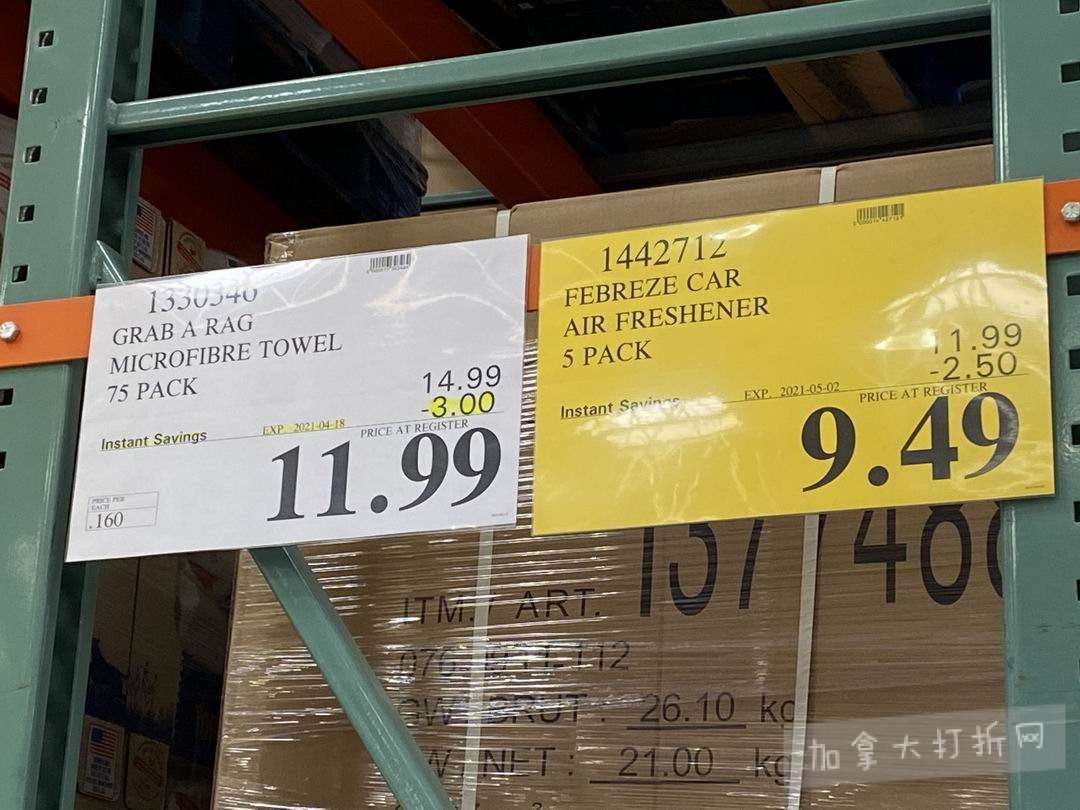 1330346
GRAB A RAG
MICROFIBRE TOWEL
75 PACK
14.99
-3.00
Instant Savings
EXP. 2021-04-18
PRICE AT REGISTER
11.99
PRICE PER
EACH
.160
1442712
FEBREZE CAR
AIR FRESHENER
5 PACK
11.99
-2.50
Instant Savings
EXP. 2021-05-02
PRICE AT REGISTER
9.49
ITM. / ART.
GW/ BRUT : 26.10 kg
NET : 21.00 kg
加拿大打折网